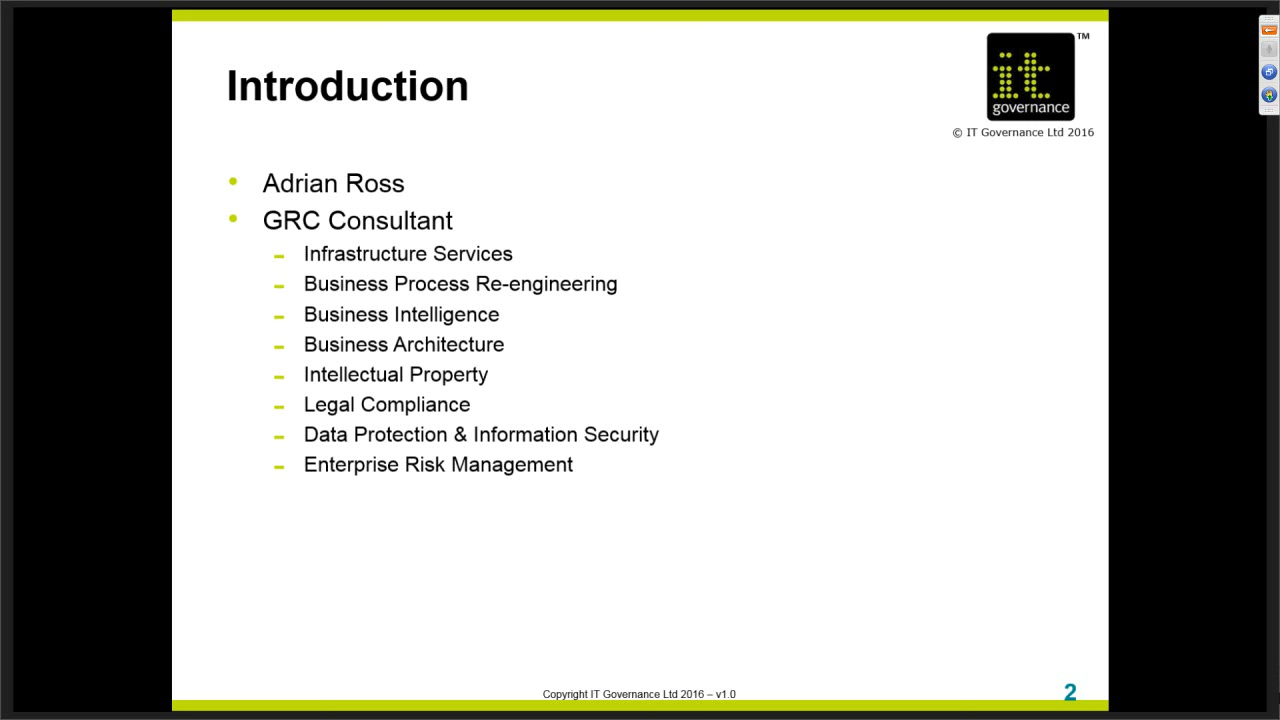 Introduction
it
governance
TM
© IT Governance Ltd 2016
• Adrian Ross
• GRC Consultant
– Infrastructure Services
– Business Process Re-engineering
– Business Intelligence
– Business Architecture
– Intellectual Property
– Legal Compliance
– Data Protection & Information Security
– Enterprise Risk Management
Copyright IT Governance Ltd 2016 – v1.0
2